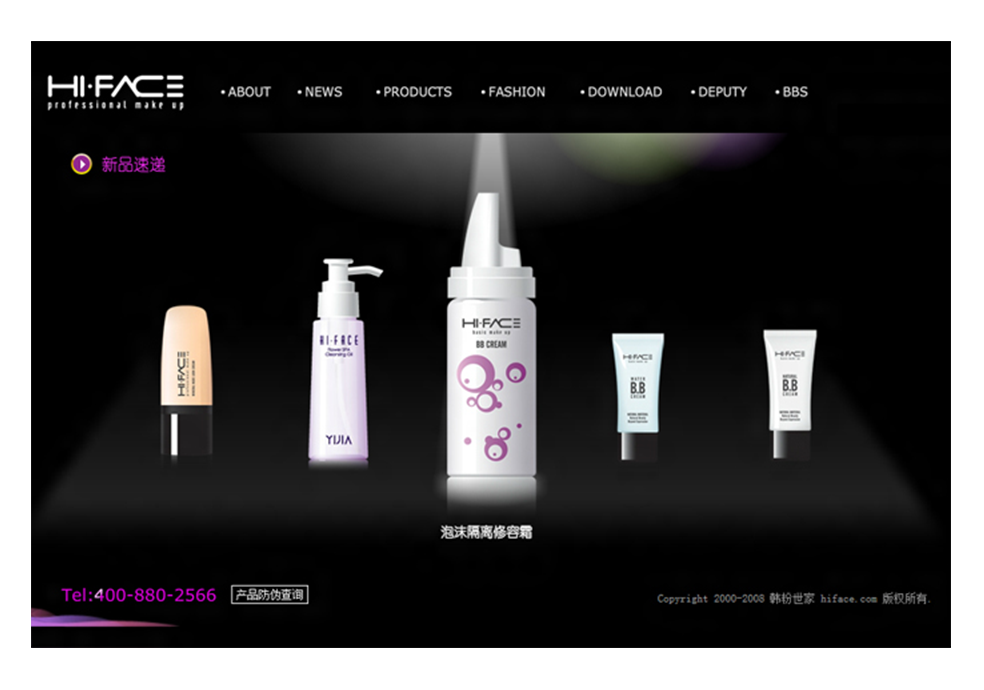 HI·FACE
professional make up
• ABOUT • NEWS • PRODUCTS • FASHION • DOWNLOAD • DEPUTY • BBS
新品速递
HI·FACE
HI·FACE
Cleansing Oil
YIJIA
HI·FACE
basic make up
BB CREAM
HI·FACE
WATER
B.B
CREAM
HI·FACE
NATURAL
B.B
CREAM
泡沫隔离修容霜
Tel:400-880-2566 产品防伪查询
Copyright 2000-2008 韩粉世家 hiface.com 版权所有.